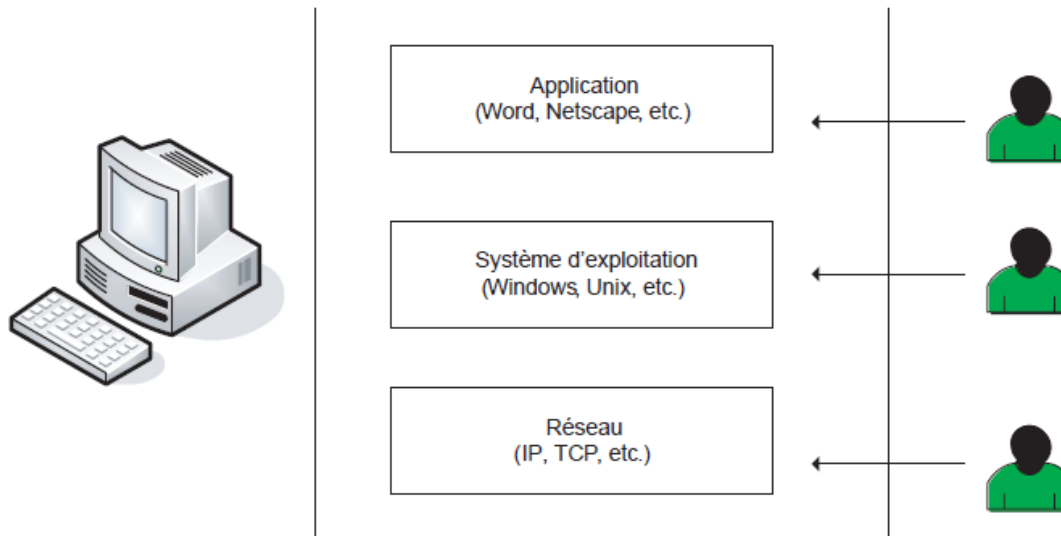 Application
(Word, Netscape, etc.)
Système d'exploitation
(Windows, Unix, etc.)
Réseau
(IP, TCP, etc.)